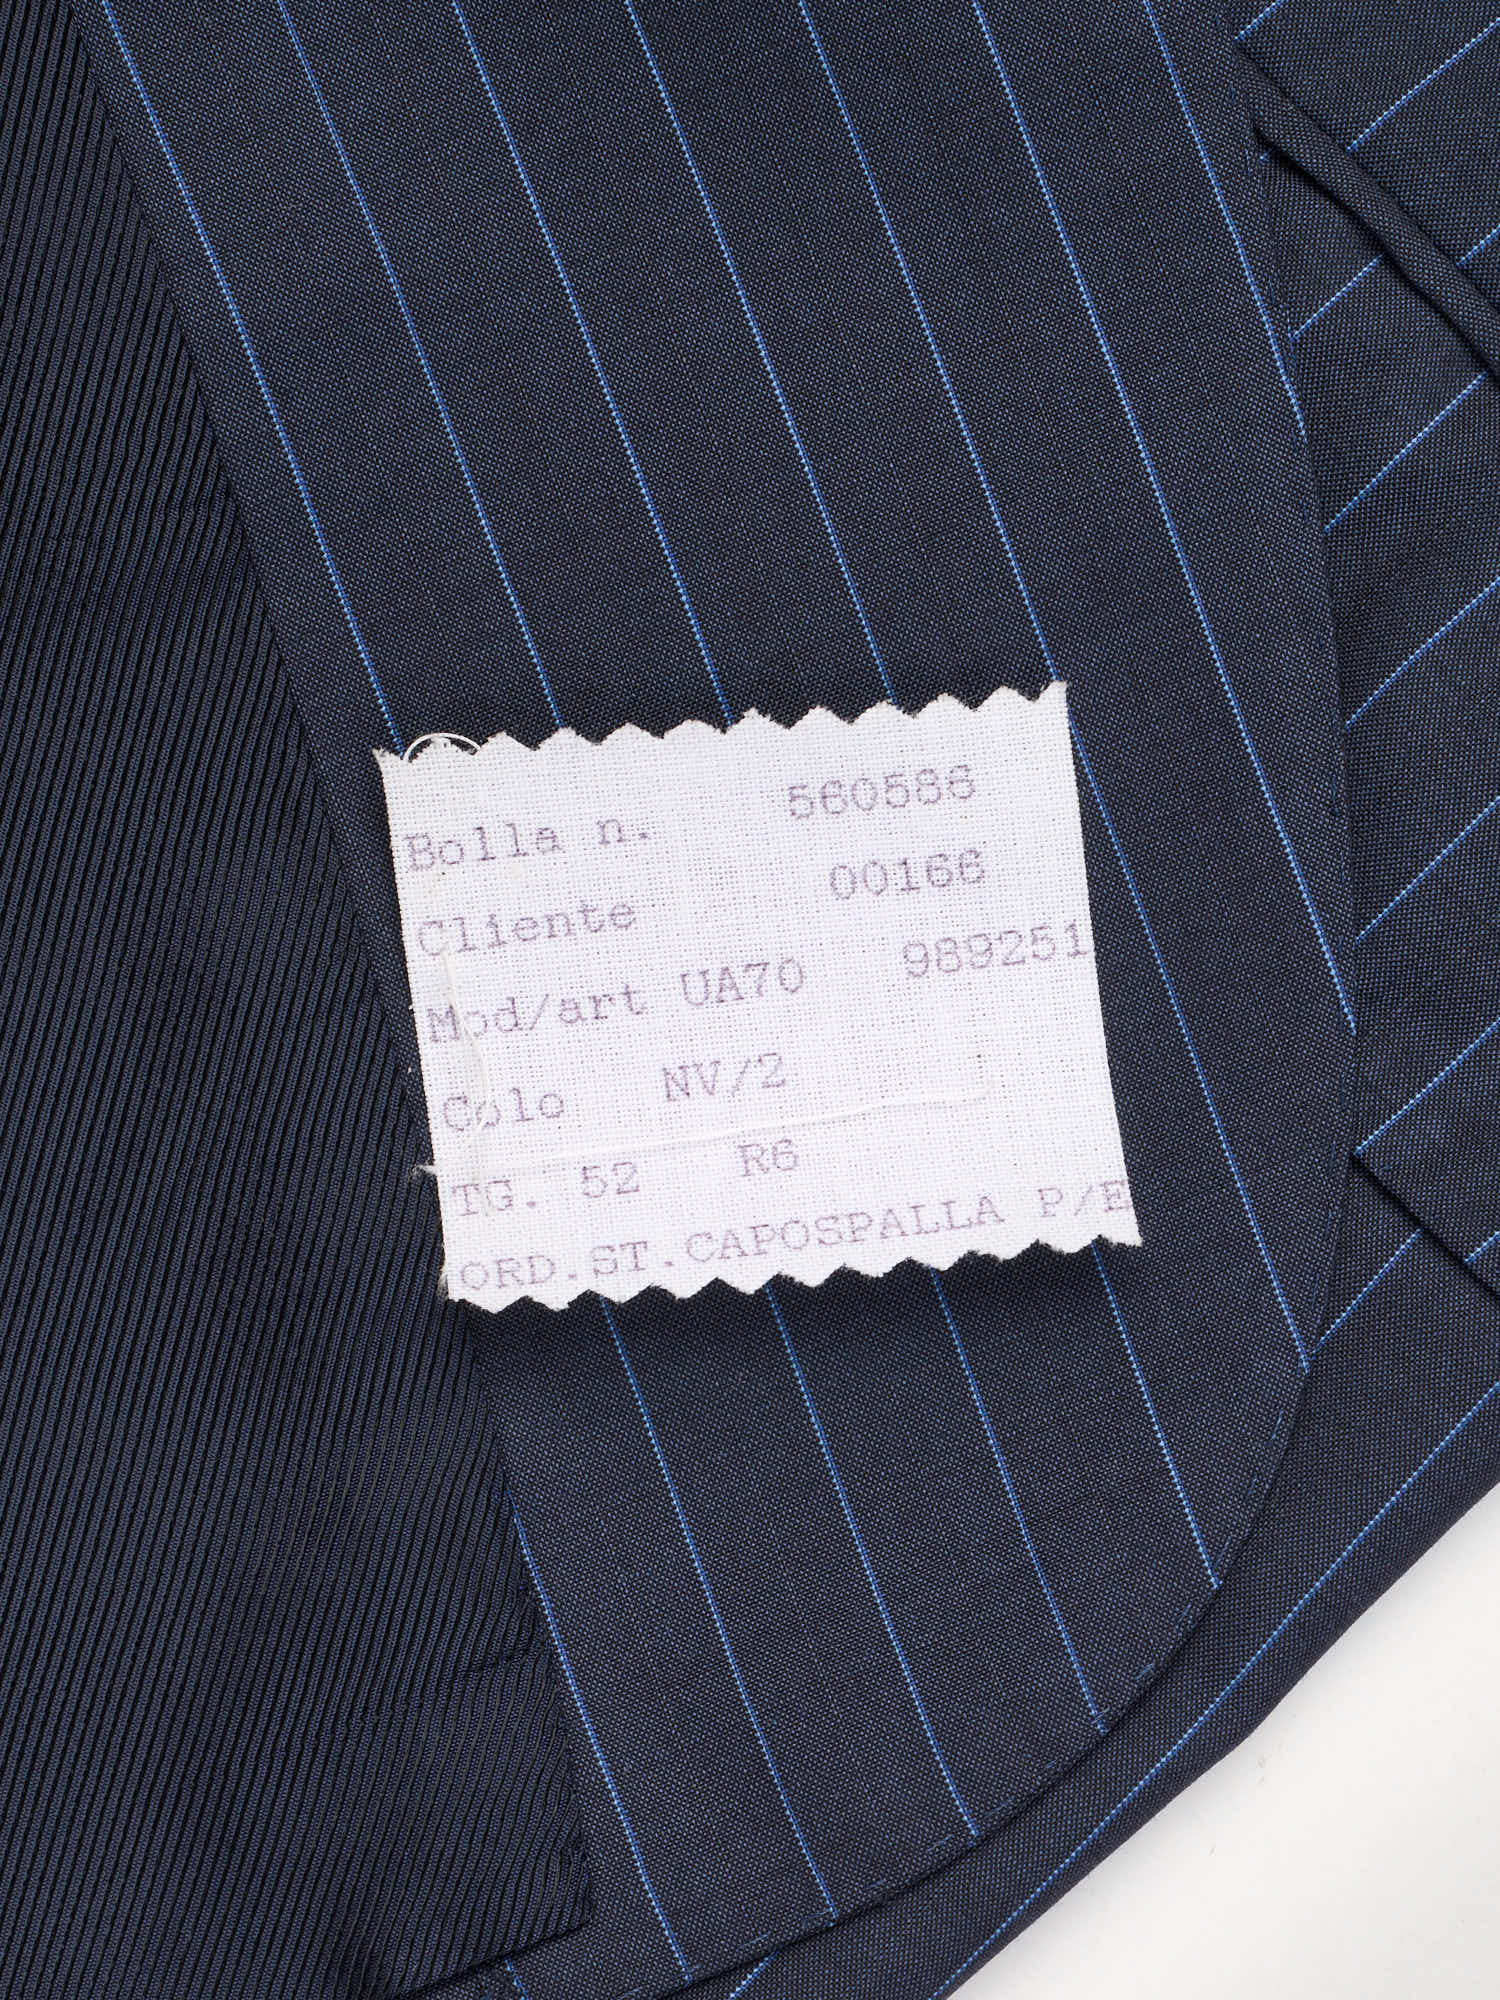 Bolla n. 560586
Cliente 00166
Mod/art UA70 989251
Colo NV/2
TG. 52 R6
ORD.ST.CAPOSPALLA P/E